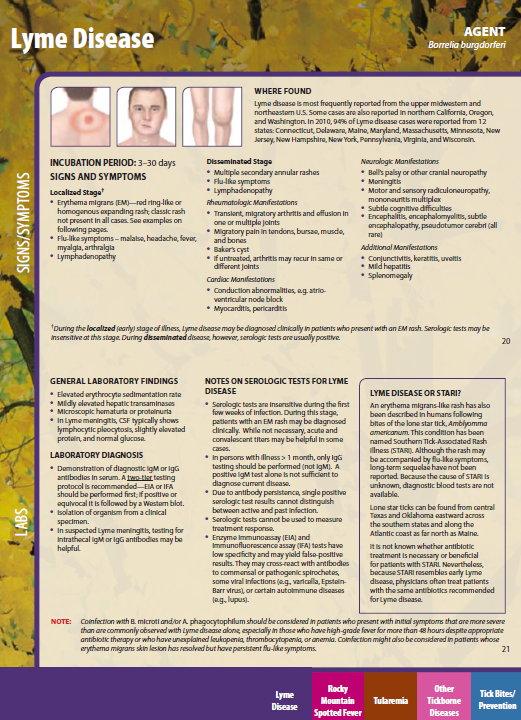 Lyme Disease
AGENT
Borrelia burgdorferi
WHERE FOUND
Lyme disease is most frequently reported from the upper midwestern and
northeastern U.S. Some cases are also reported in northern California, Oregon,
and Washington. In 2010, 94% of Lyme disease cases were reported from 12
states: Connecticut, Delaware, Maine, Maryland, Massachusetts, Minnesota, New
Jersey, New Hampshire, New York, Pennsylvania, Virginia, and Wisconsin.
SIGNS/SYMPTOMS
INCUBATION PERIOD: 3–30 days
SIGNS AND SYMPTOMS
Localized Stage†
• Erythema migrans (EM)—red ring-like or
homogenous expanding rash; classic rash
not present in all cases. See examples on
following pages.
• Flu-like symptoms – malaise, headache, fever,
myalgia, arthralgia
• Lymphadenopathy
Disseminated Stage
• Multiple secondary annular rashes
• Flu-like symptoms
• Lymphadenopathy
Rheumatologic Manifestations
• Transient, migratory arthritis and effusion in
one or multiple joints
• Migratory pain in tendons, bursae, muscle,
and bones
• Baker's cyst
• If untreated, arthritis may recur in same or
different joints
Cardiac Manifestations
• Conduction abnormalities, e.g. atrio-
ventricular node block
• Myocarditis, pericarditis
Neurologic Manifestations
• Bell's palsy or other cranial neuropathy
• Meningitis
• Motor and sensory radiculoneuropathy,
mononeuritis multiplex
• Subtle cognitive difficulties
• Encephalitis, encephalomyelitis, subtle
encephalopathy, pseudotumor cerebri (all
rare)
Additional Manifestations
• Conjunctivitis, keratitis, uveitis
• Mild hepatitis
• Splenomegaly
†During the localized (early) stage of illness, Lyme disease may be diagnosed clinically in patients who present with an EM rash. Serologic tests may be
insensitive at this stage. During disseminated disease, however, serologic tests are usually positive.
20
LABS
GENERAL LABORATORY FINDINGS
• Elevated erythrocyte sedimentation rate
• Mildly elevated hepatic transaminases
• Microscopic hematuria or proteinuria
• In Lyme meningitis, CSF typically shows
lymphocytic pleocytosis, slightly elevated
protein, and normal glucose.
LABORATORY DIAGNOSIS
• Demonstration of diagnostic IgM or IgG
antibodies in serum. A two-tier testing
protocol is recommended—EIA or IFA
should be performed first; if positive or
equivocal it is followed by a Western blot.
• Isolation of organism from a clinical
specimen.
• In suspected Lyme meningitis, testing for
intrathecal IgM or IgG antibodies may be
helpful.
NOTES ON SEROLOGIC TESTS FOR LYME
DISEASE
• Serologic tests are insensitive during the first
few weeks of infection. During this stage,
patients with an EM rash may be diagnosed
clinically. While not necessary, acute and
convalescent titers may be helpful in some
cases.
• In persons with illness > 1 month, only IgG
testing should be performed (not IgM). A
positive IgM test alone is not sufficient to
diagnose current disease.
• Due to antibody persistence, single positive
serologic test results cannot distinguish
between active and past infection.
• Serologic tests cannot be used to measure
treatment response.
• Enzyme immunoassay (EIA) and
immunofluorescence assay (IFA) tests have
low specificity and may yield false-positive
results. They may cross-react with antibodies
to commensal or pathogenic spirochetes,
some viral infections (e.g., varicella, Epstein-
Barr virus), or certain autoimmune diseases
(e.g., lupus).
LYME DISEASE OR STARI?
An erythema migrans-like rash has also
been described in humans following
bites of the lone star tick, Amblyomma
americanum. This condition has been
named Southern Tick-Associated Rash
Illness (STARI). Although the rash may
be accompanied by flu-like symptoms,
long-term sequelae have not been
reported. Because the cause of STARI is
unknown, diagnostic blood tests are not
available.
Lone star ticks can be found from central
Texas and Oklahoma eastward across
the southern states and along the
Atlantic coast as far north as Maine.
It is not known whether antibiotic
treatment is necessary or beneficial
for patients with STARI. Nevertheless,
because STARI resembles early Lyme
disease, physicians often treat patients
with the same antibiotics recommended
for Lyme disease.
NOTE: Coinfection with B. microti and/or A. phagocytophilum should be considered in patients who present with initial symptoms that are more severe
than are commonly observed with Lyme disease alone, especially in those who have high-grade fever for more than 48 hours despite appropriate
antibiotic therapy or who have unexplained leukopenia, thrombocytopenia, or anemia. Coinfection might also be considered in patients whose
erythema migrans skin lesion has resolved but have persistent flu-like symptoms.
21
Lyme
Disease
Rocky
Mountain
Spotted Fever
Tularemia
Other
Tickborne
Diseases
Tick Bites/
Prevention